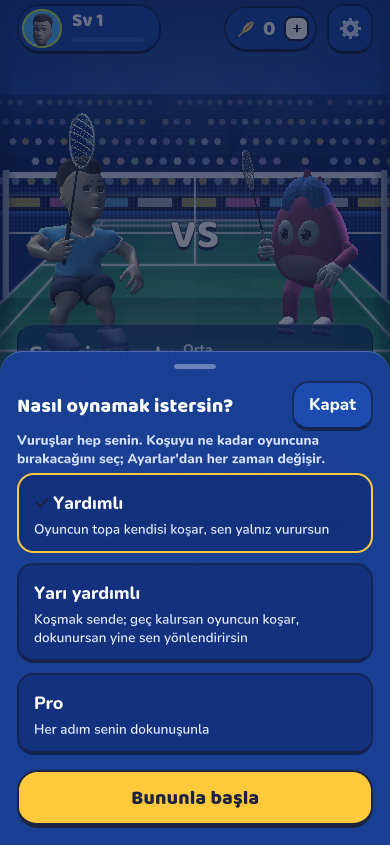 Sv 1
0
+
VS
Orta
Nasıl oynamak istersin?
Kapat
Vuruşlar hep senin. Koşuyu ne kadar oyuncuna
bırakacağını seç; Ayarlar'dan her zaman değişir.
✓ Yardımlı
Oyuncun topa kendisi koşar, sen yalnız vurursun
Yarı yardımlı
Koşmak sende; geç kalırsan oyuncun koşar,
dokunursan yine sen yönlendirirsin
Pro
Her adım senin dokunuşunla
Bununla başla